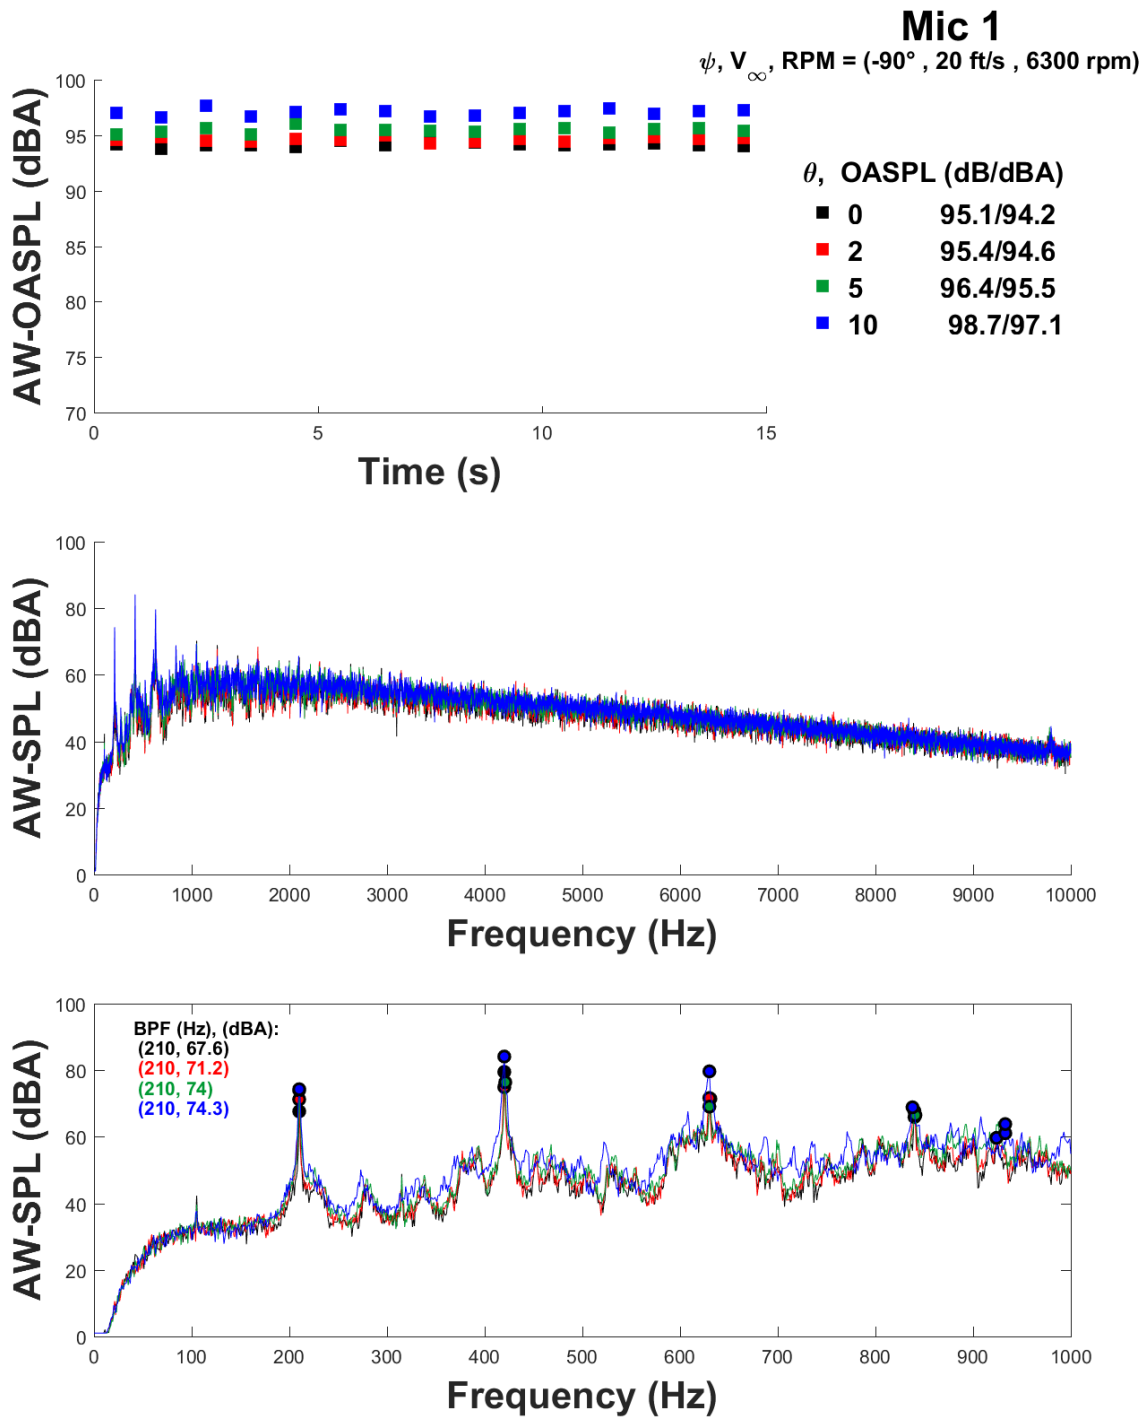 Mic 1
ψ, V∞, RPM = (-90° , 20 ft/s , 6300 rpm)
100
95
90
85
80
75
70
AW-OASPL (dBA)
0 5 10 15
Time (s)
θ, OASPL (dB/dBA)
0 95.1/94.2
2 95.4/94.6
5 96.4/95.5
10 98.7/97.1
100
80
60
40
20
0
AW-SPL (dBA)
0 1000 2000 3000 4000 5000 6000 7000 8000 9000 10000
Frequency (Hz)
100
80
60
40
20
0
AW-SPL (dBA)
BPF (Hz), (dBA):
(210, 67.6)
(210, 71.2)
(210, 74)
(210, 74.3)
0 100 200 300 400 500 600 700 800 900 1000
Frequency (Hz)